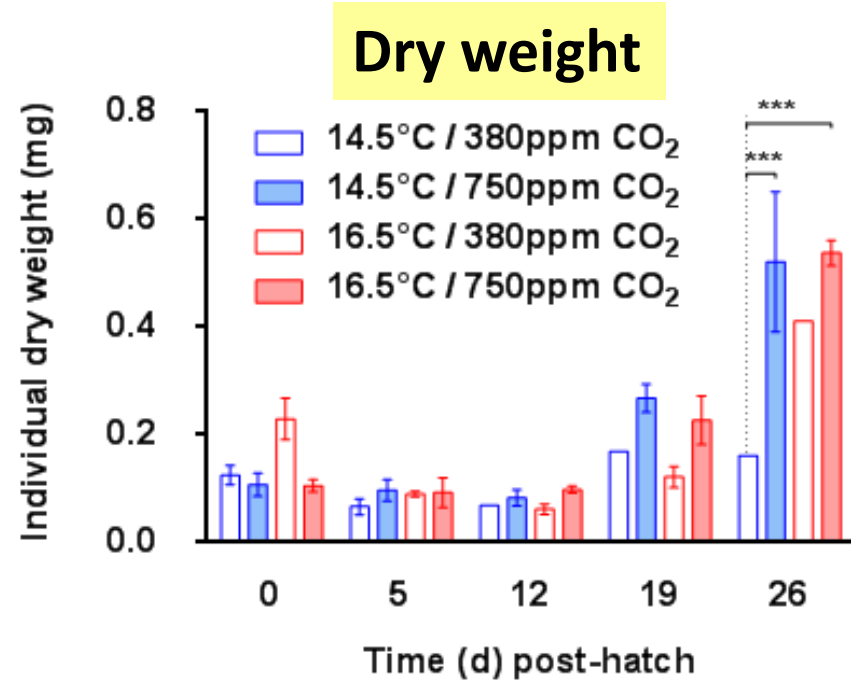 Dry weight
Individual dry weight (mg)
0.8
0.6
0.4
0.2
0.0
14.5°C / 380ppm CO₂
14.5°C / 750ppm CO₂
16.5°C / 380ppm CO₂
16.5°C / 750ppm CO₂
***
***
0 5 12 19 26
Time (d) post-hatch